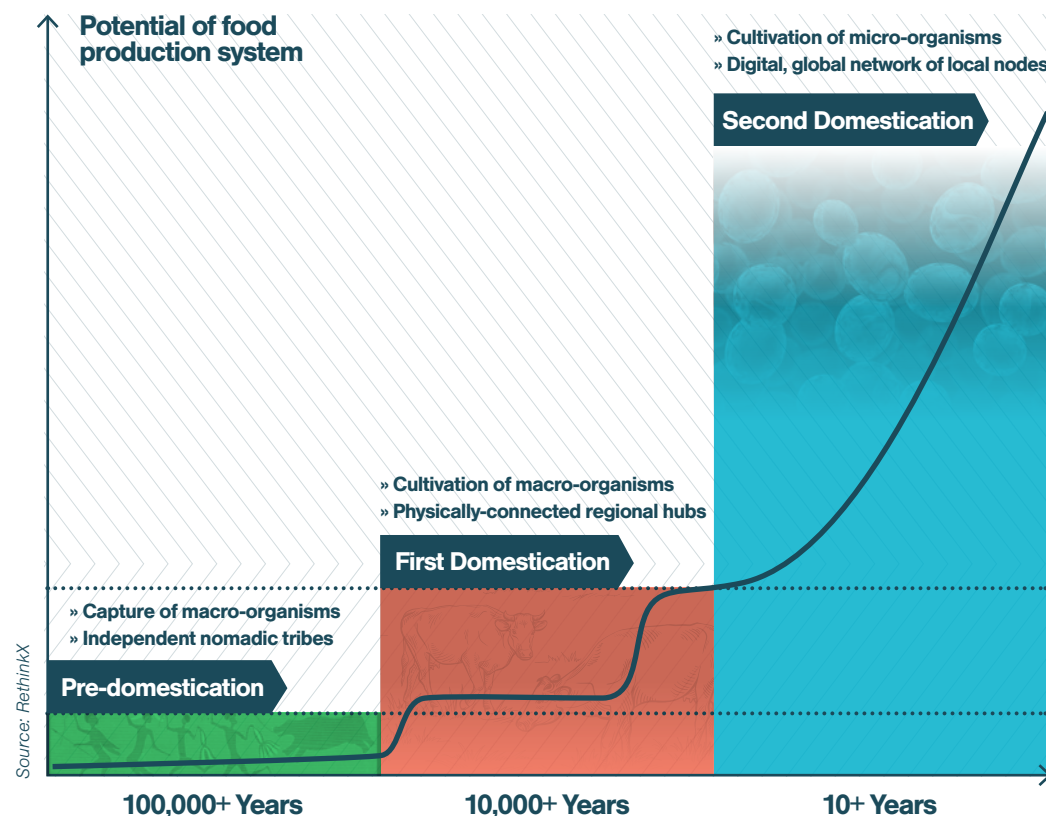 Potential of food
production system
» Cultivation of micro-organisms
» Digital, global network of local nodes
Second Domestication
» Cultivation of macro-organisms
» Physically-connected regional hubs
First Domestication
» Capture of macro-organisms
» Independent nomadic tribes
Pre-domestication
Source: RethinkX
100,000+ Years
10,000+ Years
10+ Years